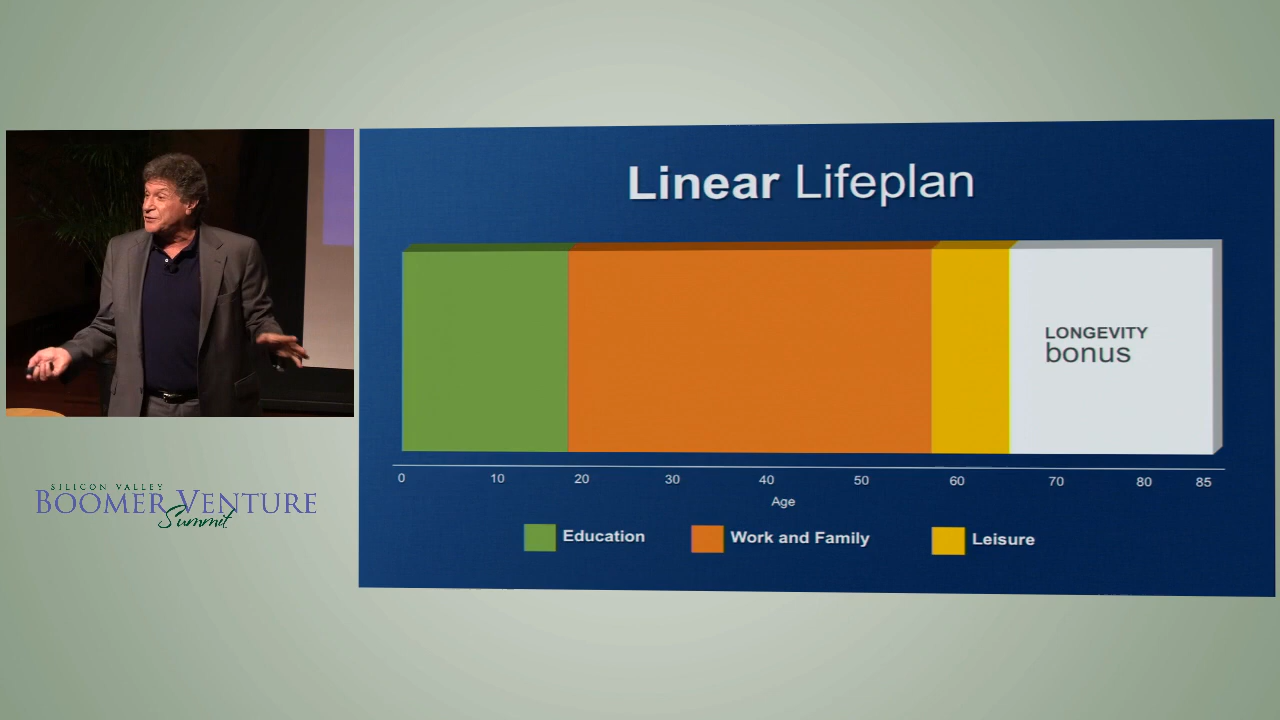 Linear Lifeplan
LONGEVITY
bonus
0 10 20 30 40 50 60 70 80 85
Age
Education Work and Family Leisure
SILICON VALLEY
BOOMER VENTURE
Summit